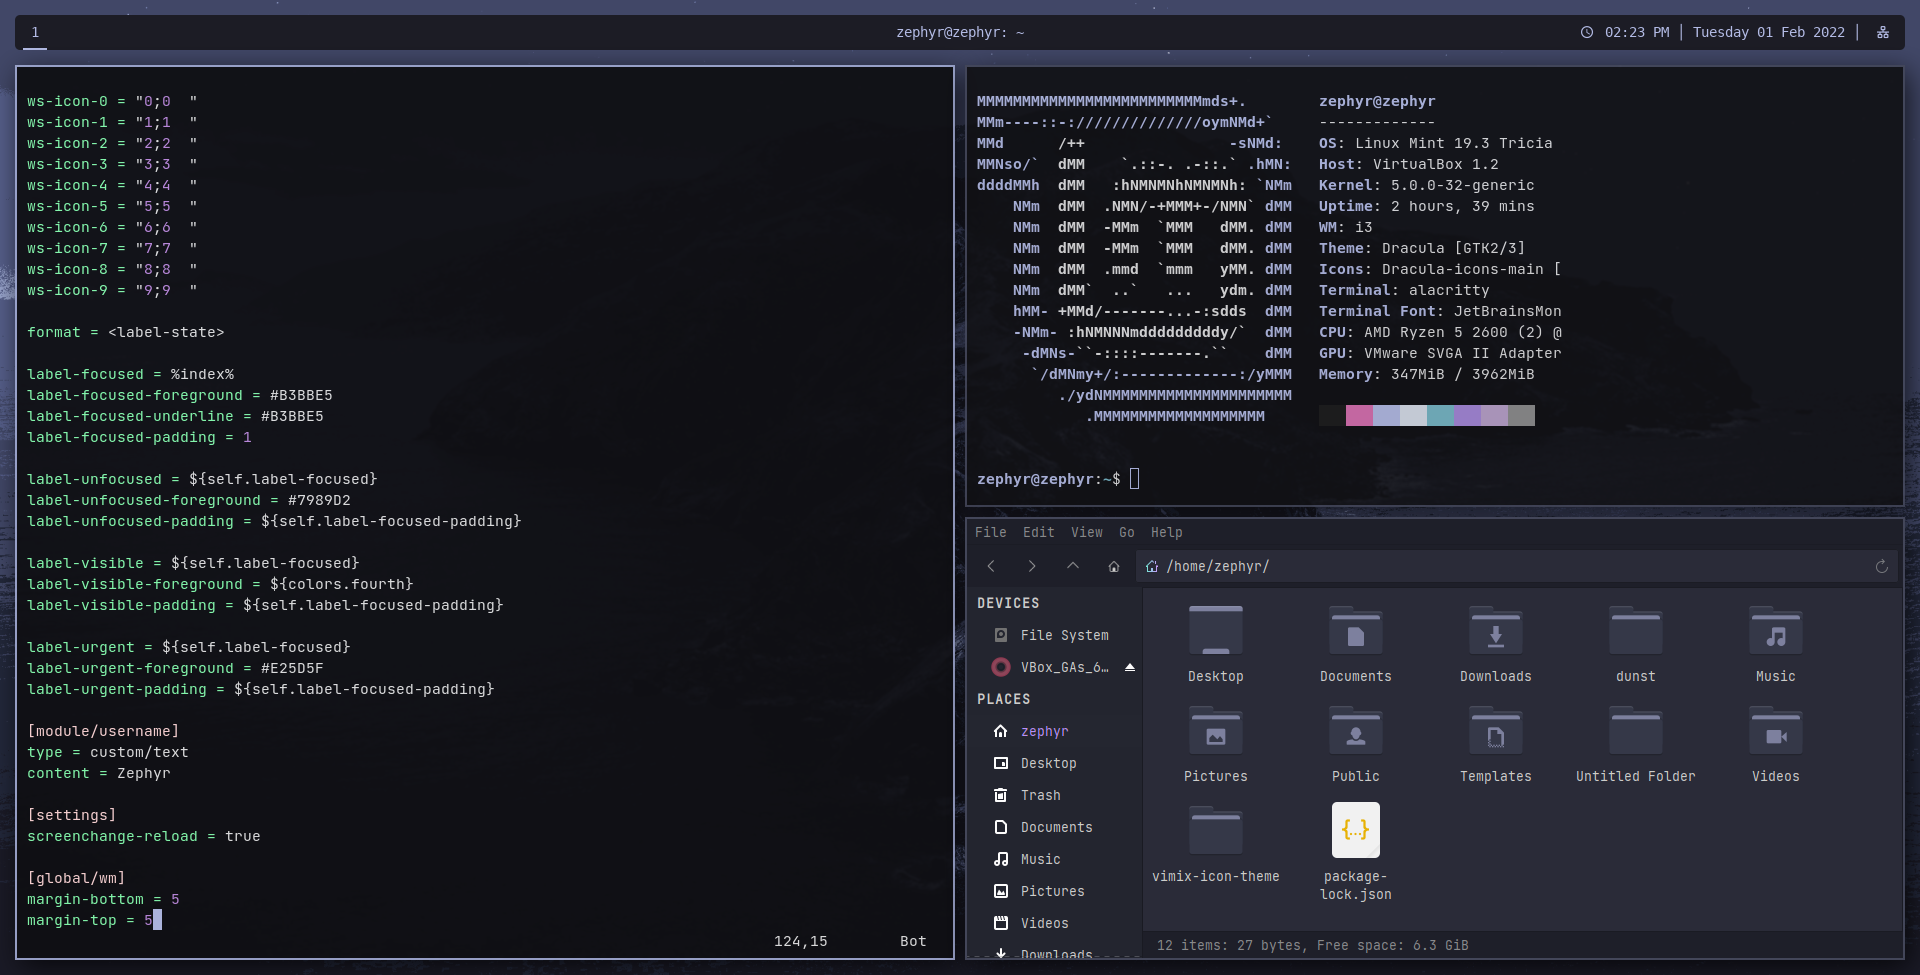 1
zephyr@zephyr: ~
02:23 PM | Tuesday 01 Feb 2022 |
ws-icon-0 = "0;0  "
ws-icon-1 = "1;1  "
ws-icon-2 = "2;2  "
ws-icon-3 = "3;3  "
ws-icon-4 = "4;4  "
ws-icon-5 = "5;5  "
ws-icon-6 = "6;6  "
ws-icon-7 = "7;7  "
ws-icon-8 = "8;8  "
ws-icon-9 = "9;9  "
format = <label-state>
label-focused = %index%
label-focused-foreground = #B3BBE5
label-focused-underline = #B3BBE5
label-focused-padding = 1
label-unfocused = ${self.label-focused}
label-unfocused-foreground = #7989D2
label-unfocused-padding = ${self.label-focused-padding}
label-visible = ${self.label-focused}
label-visible-foreground = ${colors.fourth}
label-visible-padding = ${self.label-focused-padding}
label-urgent = ${self.label-focused}
label-urgent-foreground = #E25D5F
label-urgent-padding = ${self.label-focused-padding}
[module/username]
type = custom/text
content = Zephyr
[settings]
screenchange-reload = true
[global/wm]
margin-bottom = 5
margin-top = 5
124,15        Bot
MMMMMMMMMMMMMMMMMMMMMMMMMmds+.        zephyr@zephyr
MMm----::-://////////////oymNMd+`     -------------
MMd      /++                -sNMd:    OS: Linux Mint 19.3 Tricia
MMNso/`  dMM    `.::-. .-::.` .hMN:   Host: VirtualBox 1.2
ddddMMh  dMM   :hNMNMNhNMNMNh: `NMm   Kernel: 5.0.0-32-generic
    NMm  dMM  .NMN/-+MMM+-/NMN` dMM   Uptime: 2 hours, 39 mins
    NMm  dMM  -MMm  `MMM   dMM. dMM   WM: i3
    NMm  dMM  -MMm  `MMM   dMM. dMM   Theme: Dracula [GTK2/3]
    NMm  dMM  .mmd  `mmm   yMM. dMM   Icons: Dracula-icons-main [
    NMm  dMM`  ..`   ...   ydm. dMM   Terminal: alacritty
    hMM- +MMd/-------...-:sdds  dMM   Terminal Font: JetBrainsMon
    -NMm- :hNMNNNmdddddddddy/`  dMM   CPU: AMD Ryzen 5 2600 (2) @
     -dMNs-``-::::-------.``    dMM   GPU: VMware SVGA II Adapter
      `/dMNmy+/:-------------:/yMMM   Memory: 347MiB / 3962MiB
         ./ydNMMMMMMMMMMMMMMMMMMMMM
            .MMMMMMMMMMMMMMMMMMM
zephyr@zephyr:~$
File  Edit  View  Go  Help
/home/zephyr/
DEVICES
File System
VBox_GAs_6…
PLACES
zephyr
Desktop
Trash
Documents
Music
Pictures
Videos
Downloads
Desktop  Documents  Downloads  dunst  Music
Pictures  Public  Templates  Untitled Folder  Videos
vimix-icon-theme  package-
lock.json
12 items: 27 bytes, Free space: 6.3 GiB